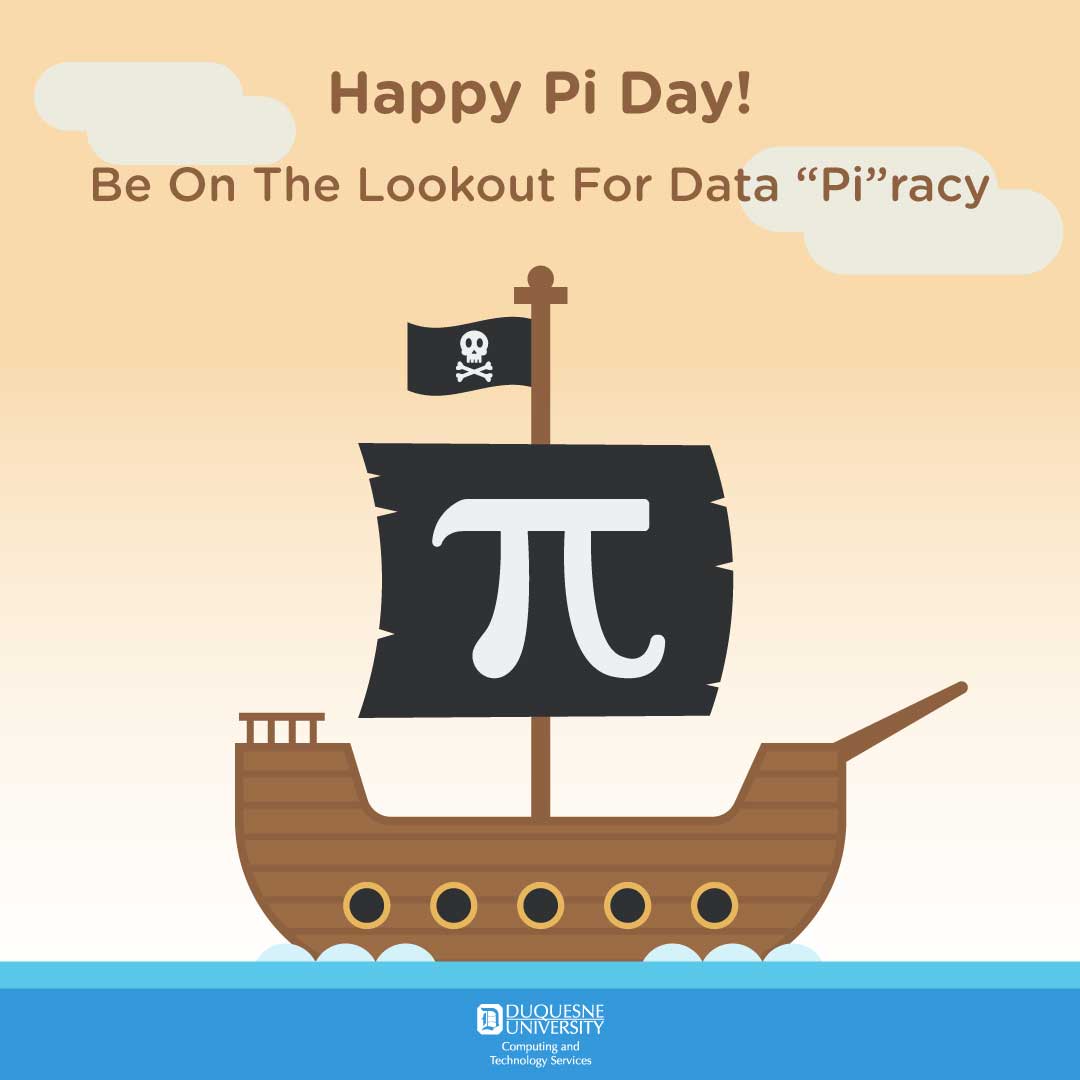 Happy Pi Day!
Be On The Lookout For Data “Pi”racy
π
D DUQUESNE
UNIVERSITY
Computing and
Technology Services